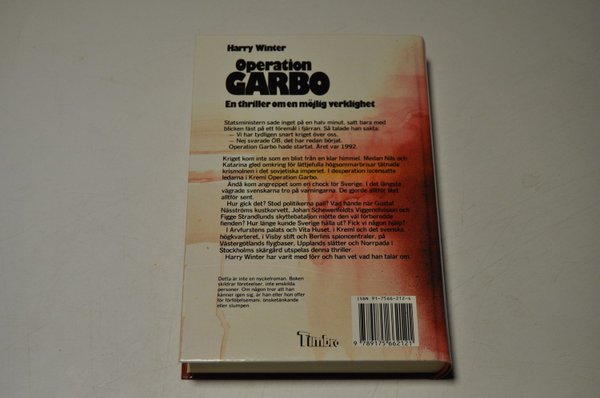 Harry Winter
Operation
GARBO
En thriller om en möjlig verklighet
Statsministern sade inget på en halv minut, satt bara med
blicken fäst på ett föremål i fjärran. Så talade han sakta:
— Vi har tydligen snart kriget över oss.
— Nej svarade ÖB, det har redan börjat.
Operation Garbo hade startat. Året var 1992.
Kriget kom inte som en blixt från en klar himmel. Medan Nils och
Katarina gled omkring för lättjefulla högsommarbrisar tätnade
krismolnen i det sovjetiska imperiet. I desperation iscensatte
ledarna i Kreml Operation Garbo.
Ändå kom angreppet som en chock för Sverige. I det längsta
vägrade svenskarna tro på varningarna. De gick alltid, det sket
alltför sent.
Hur gick det? Stod politikerna pall? Vad hände när Gustaf
Näsströms kustkorvett, Johan Schewenfeldts Viggendivision och
Figge Strandlunds skyttebataljon mötte den väl förberedde
fienden? Hur länge kunde Sverige hålla ut? Fick vi någon hjälp?
I Arvfurstens palats och Vita Huset, i Kreml och det svenska
högkvarteret, i Visby stift och Berlins spioncentraler, på
Västergötlands flygbaser, Upplands slätter och Norrpada i
Stockholms skärgård utspelas denna thriller.
Harry Winter har varit med förr och han vet vad han talar om.
Detta är inte en nyckelroman. Boken
skildrar företeelser, inte enskilda
personer. Om någon tror att han
känner igen sig, är han eller hon offer
för förföljelsemani, önsketänkande
eller slumpen.
Timbro
ISBN 91-7566-212-6
9 789175 662121